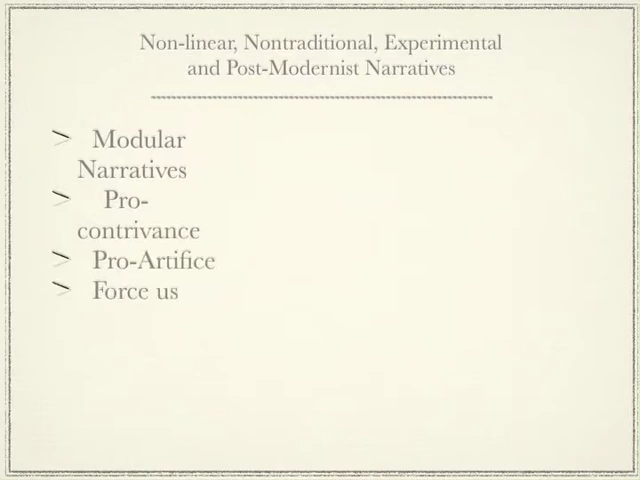 Non-linear, Nontraditional, Experimental
and Post-Modernist Narratives
> Modular
Narratives
> Pro-
contrivance
> Pro-Artifice
> Force us